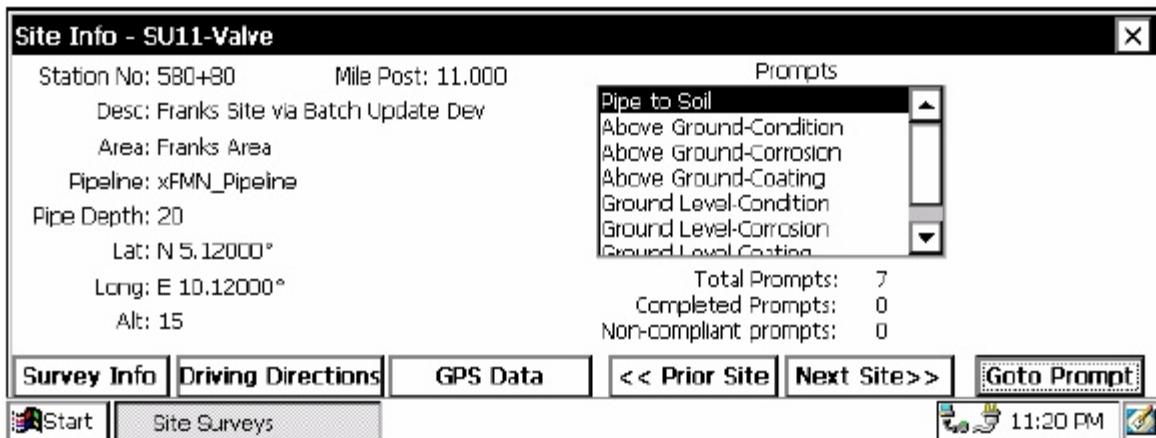 Site Info - SU11-Valve
Station No: 580+80 Mile Post: 11.000
Desc: Franks Site via Batch Update Dev
Area: Franks Area
Pipeline: xFMN_Pipeline
Pipe Depth: 20
Lat: N 5.12000°
Long: E 10.12000°
Alt: 15
Prompts
Pipe to Soil
Above Ground-Condition
Above Ground-Corrosion
Above Ground-Coating
Ground Level-Condition
Ground Level-Corrosion
Ground Level-Coating
Total Prompts: 7
Completed Prompts: 0
Non-compliant prompts: 0
Survey Info Driving Directions GPS Data << Prior Site Next Site>> Goto Prompt
Start Site Surveys 11:20 PM